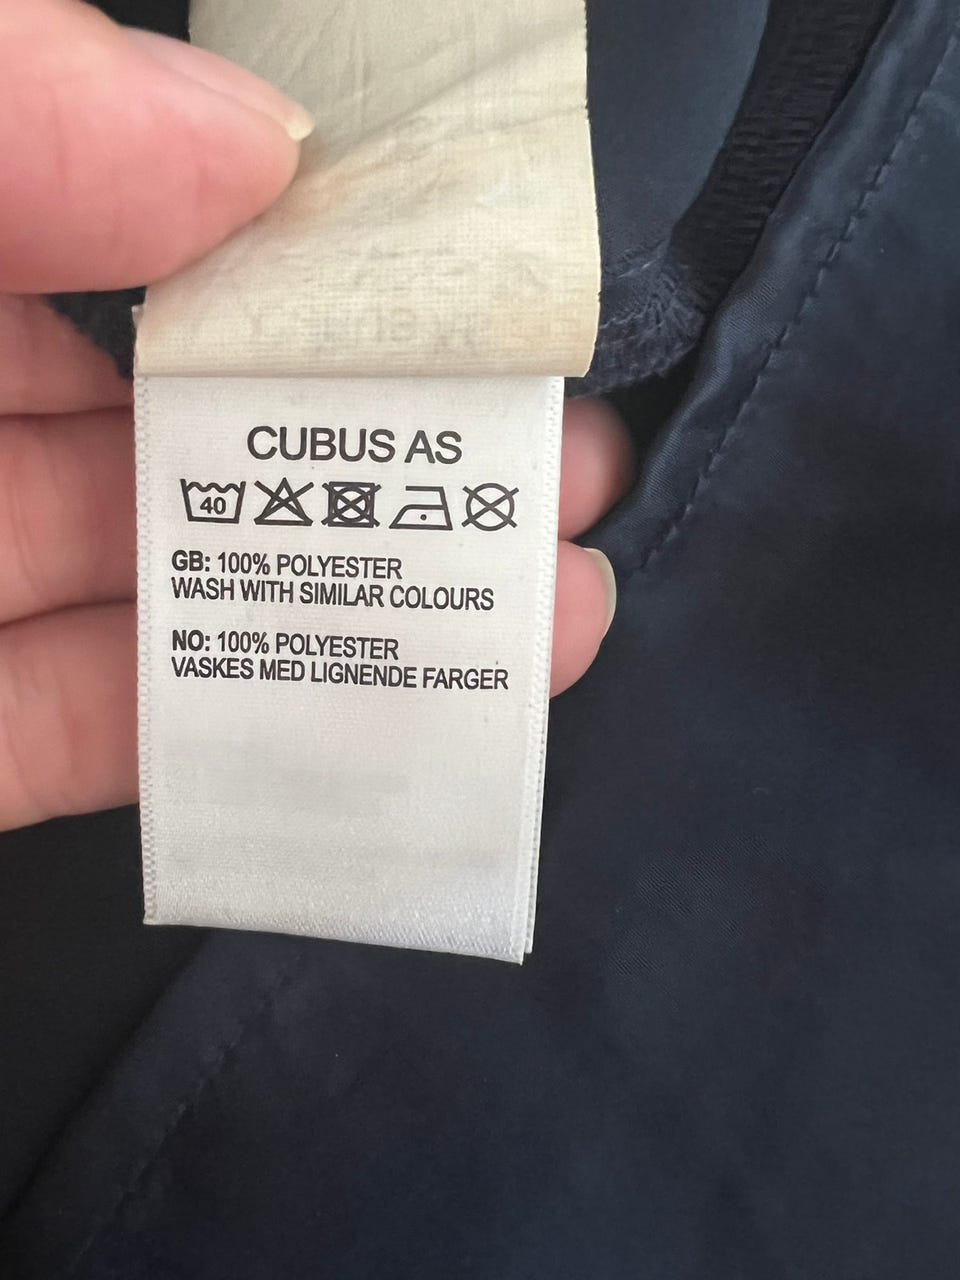 CUBUS AS
40
GB: 100% POLYESTER
WASH WITH SIMILAR COLOURS
NO: 100% POLYESTER
VASKES MED LIGNENDE FARGER